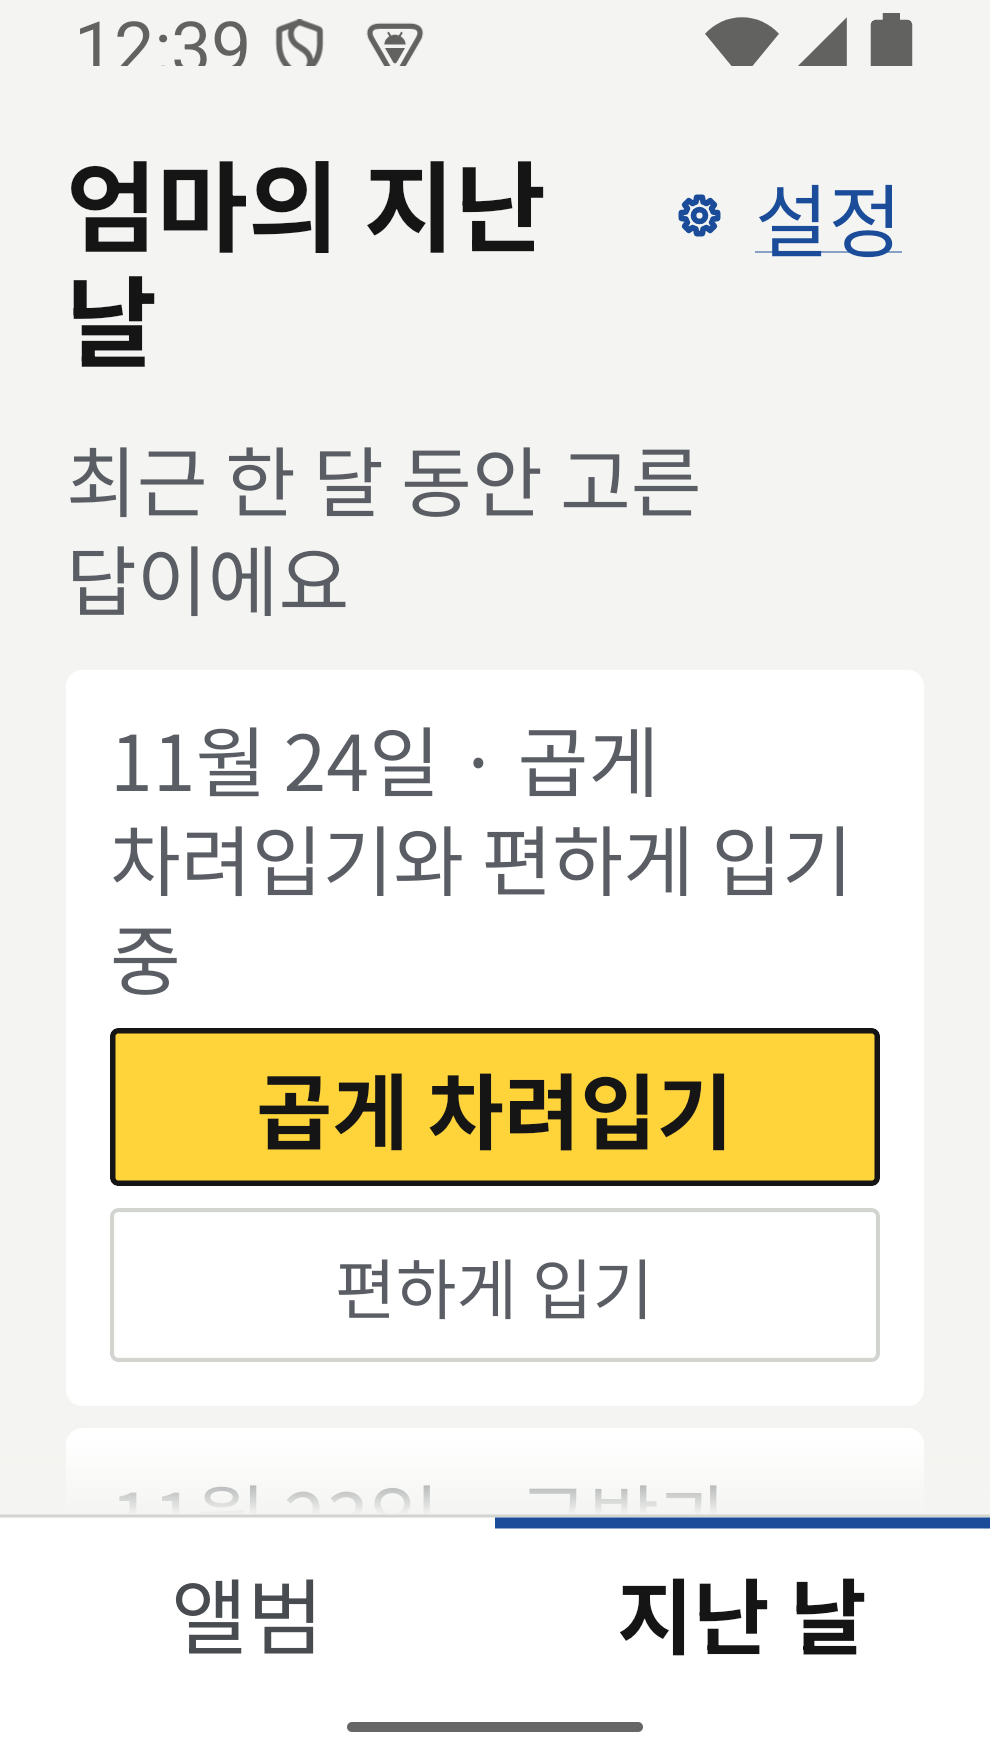 12:39
엄마의 지난
날
설정
최근 한 달 동안 고른
답이에요
11월 24일 · 곱게
차려입기와 편하게 입기
중
곱게 차려입기
편하게 입기
앨범
지난 날